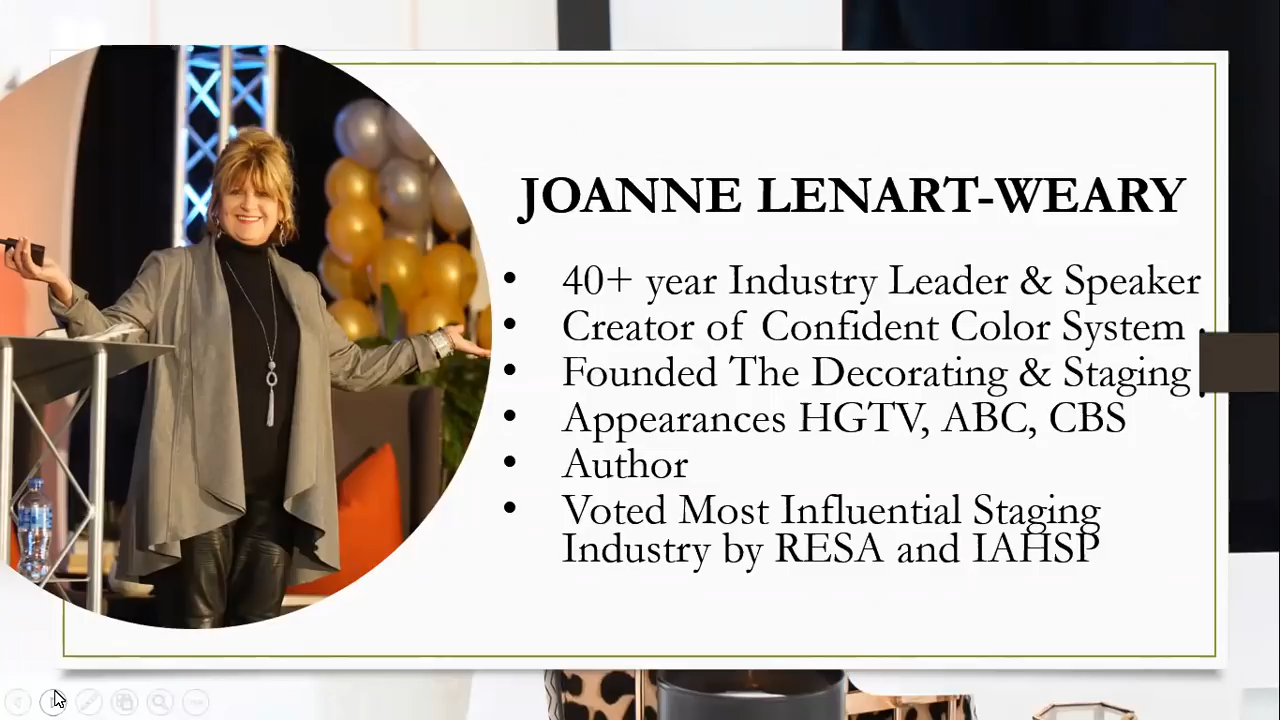 JOANNE LENART-WEARY
• 40+ year Industry Leader & Speaker
• Creator of Confident Color System
• Founded The Decorating & Staging
• Appearances HGTV, ABC, CBS
• Author
• Voted Most Influential Staging
Industry by RESA and IAHSP